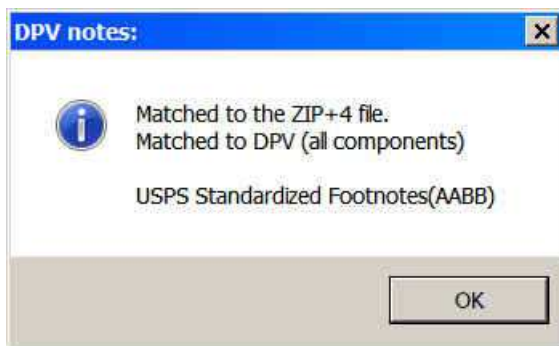 DPV notes:
Matched to the ZIP+4 file.
Matched to DPV (all components)
USPS Standardized Footnotes(AABB)
OK